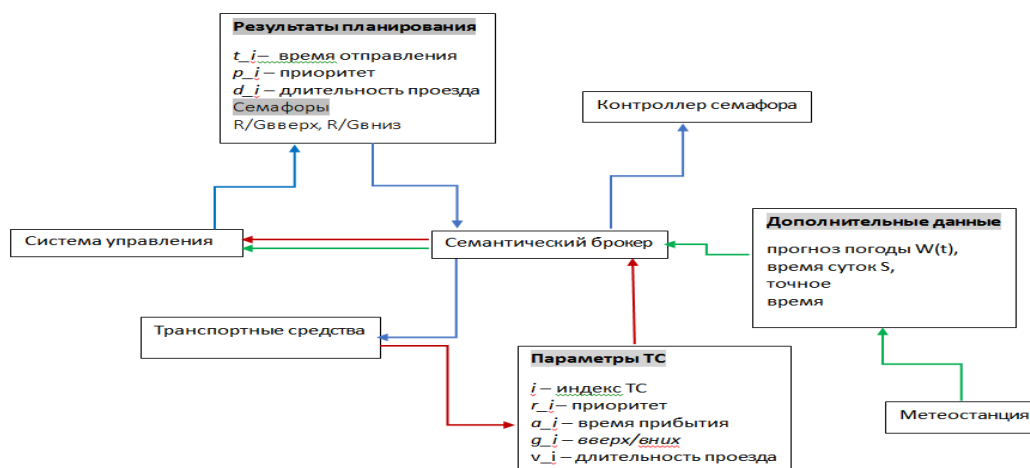 Результаты планирования
t_i – время отправления
p_i – приоритет
d_i – длительность проезда
Семафоры
R/Gвверх, R/Gвниз
Контроллер семафора
Система управления
Семантический брокер
Дополнительные данные
прогноз погоды W(t),
время суток S,
точное
время
Транспортные средства
Параметры ТС
i – индекс ТС
r_i – приоритет
a_i – время прибытия
g_i – вверх/вних
v_i – длительность проезда
Метеостанция